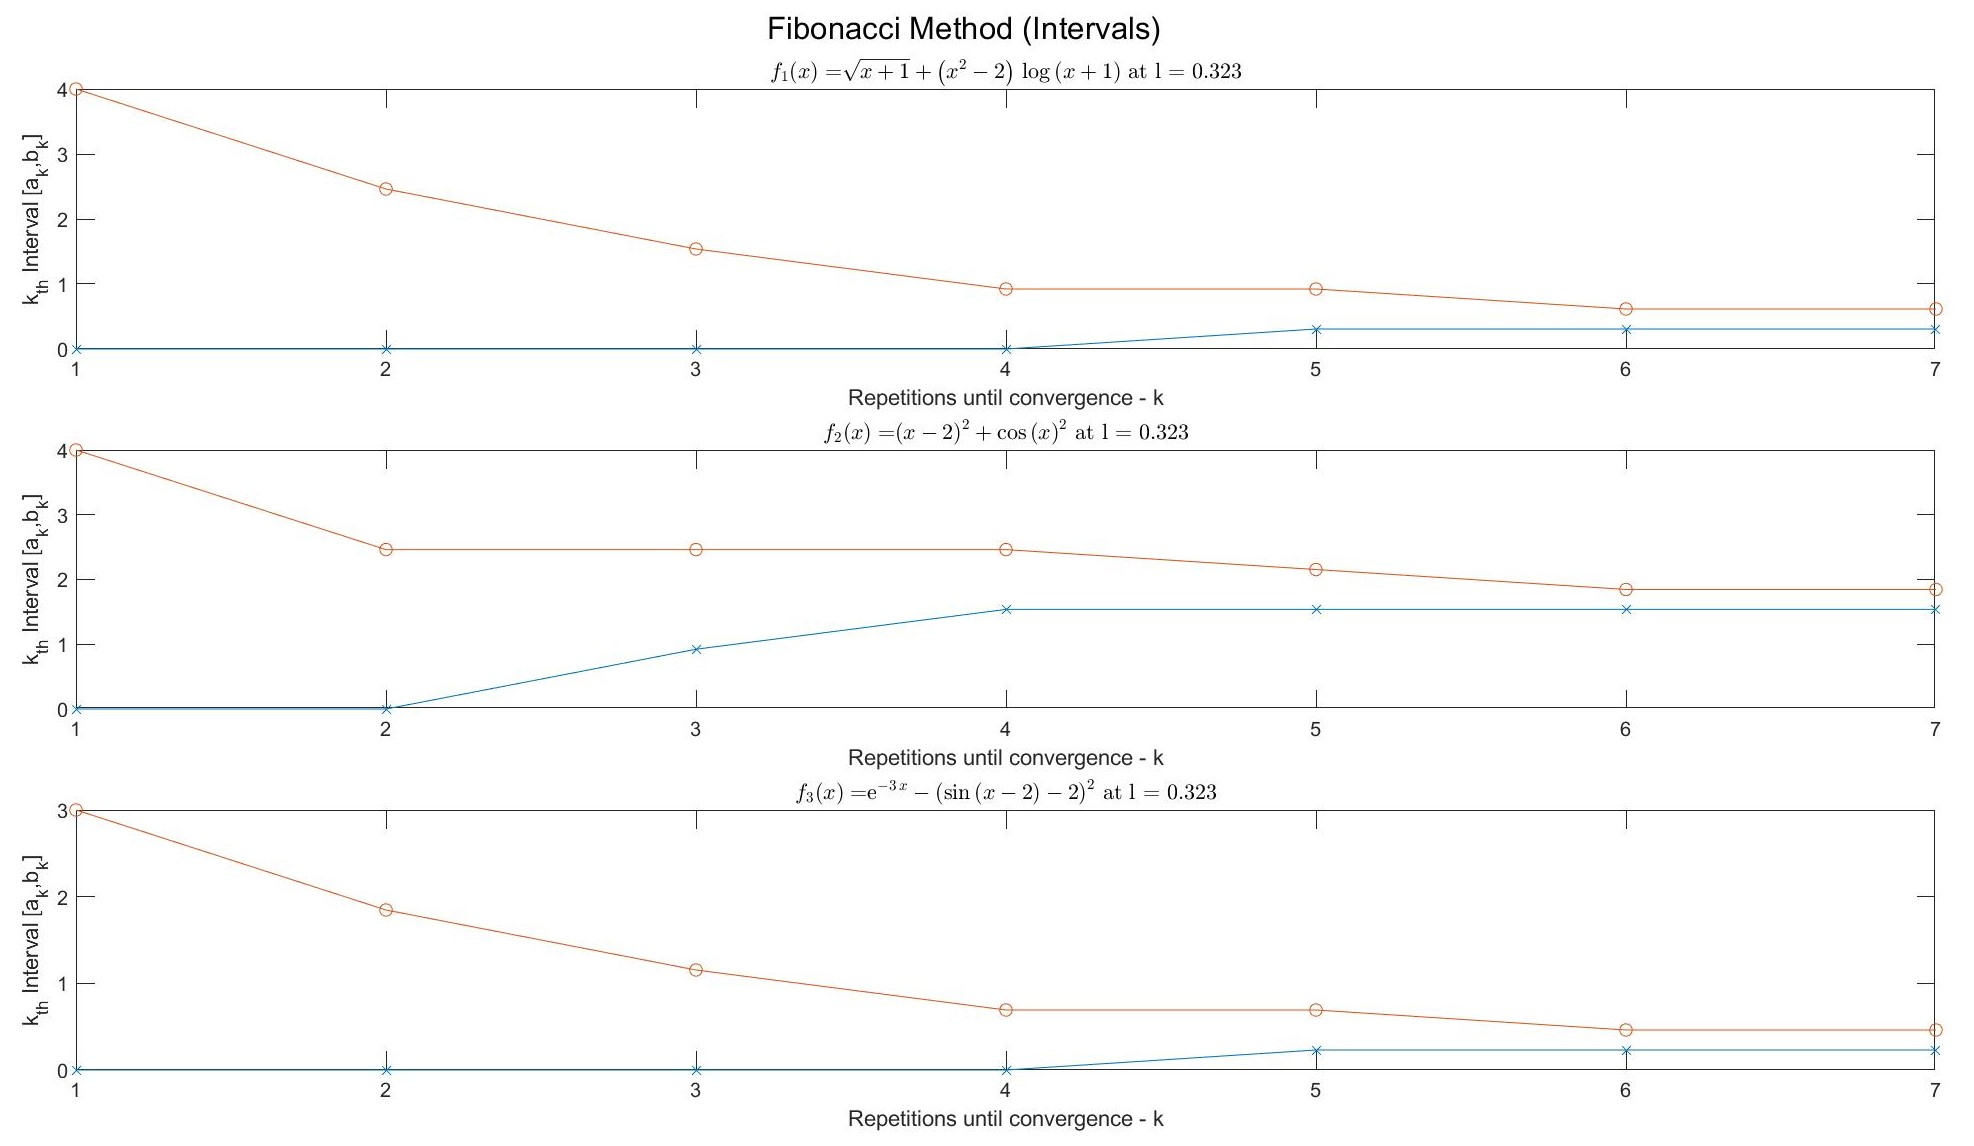 Fibonacci Method (Intervals)
f₁(x) =√x + 1 + (x² − 2) log (x + 1) at l = 0.323
4
3
2
1
0
k_th Interval [a_k,b_k]
1 2 3 4 5 6 7
Repetitions until convergence - k
f₂(x) =(x − 2)² + cos (x)² at l = 0.323
4
3
2
1
0
k_th Interval [a_k,b_k]
1 2 3 4 5 6 7
Repetitions until convergence - k
f₃(x) =e⁻³ˣ − (sin (x − 2) − 2)² at l = 0.323
3
2
1
0
k_th Interval [a_k,b_k]
1 2 3 4 5 6 7
Repetitions until convergence - k